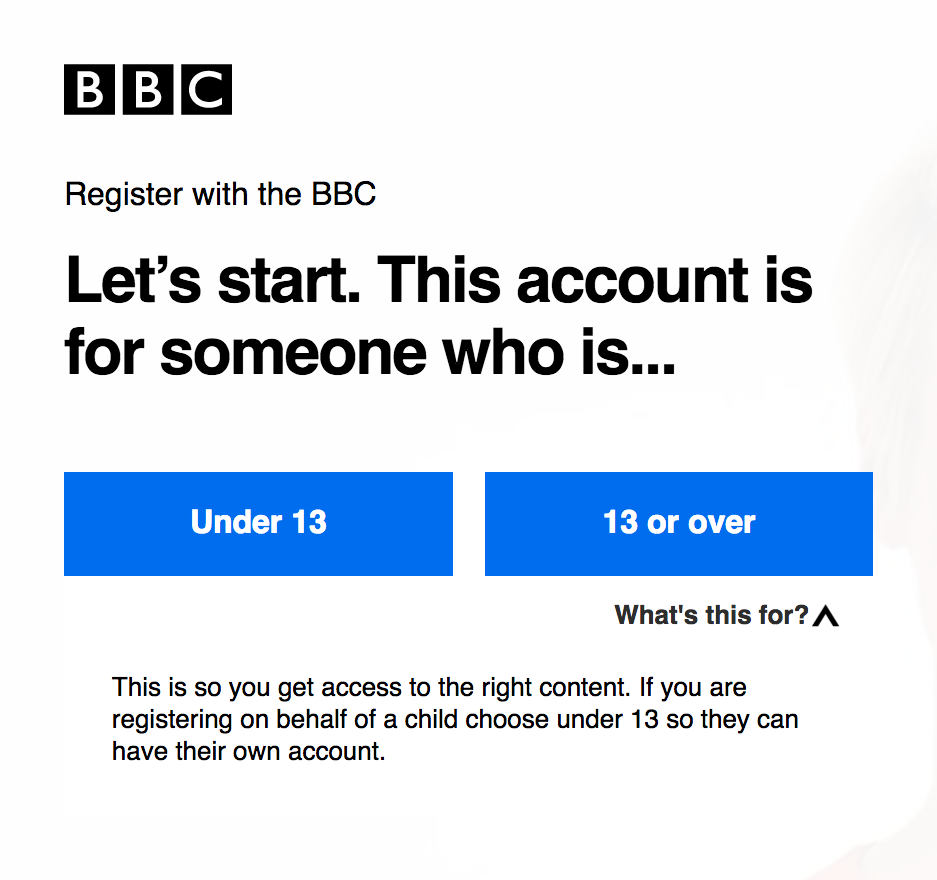 BBC
Register with the BBC
Let’s start. This account is
for someone who is...
Under 13
13 or over
What's this for?
This is so you get access to the right content. If you are
registering on behalf of a child choose under 13 so they can
have their own account.